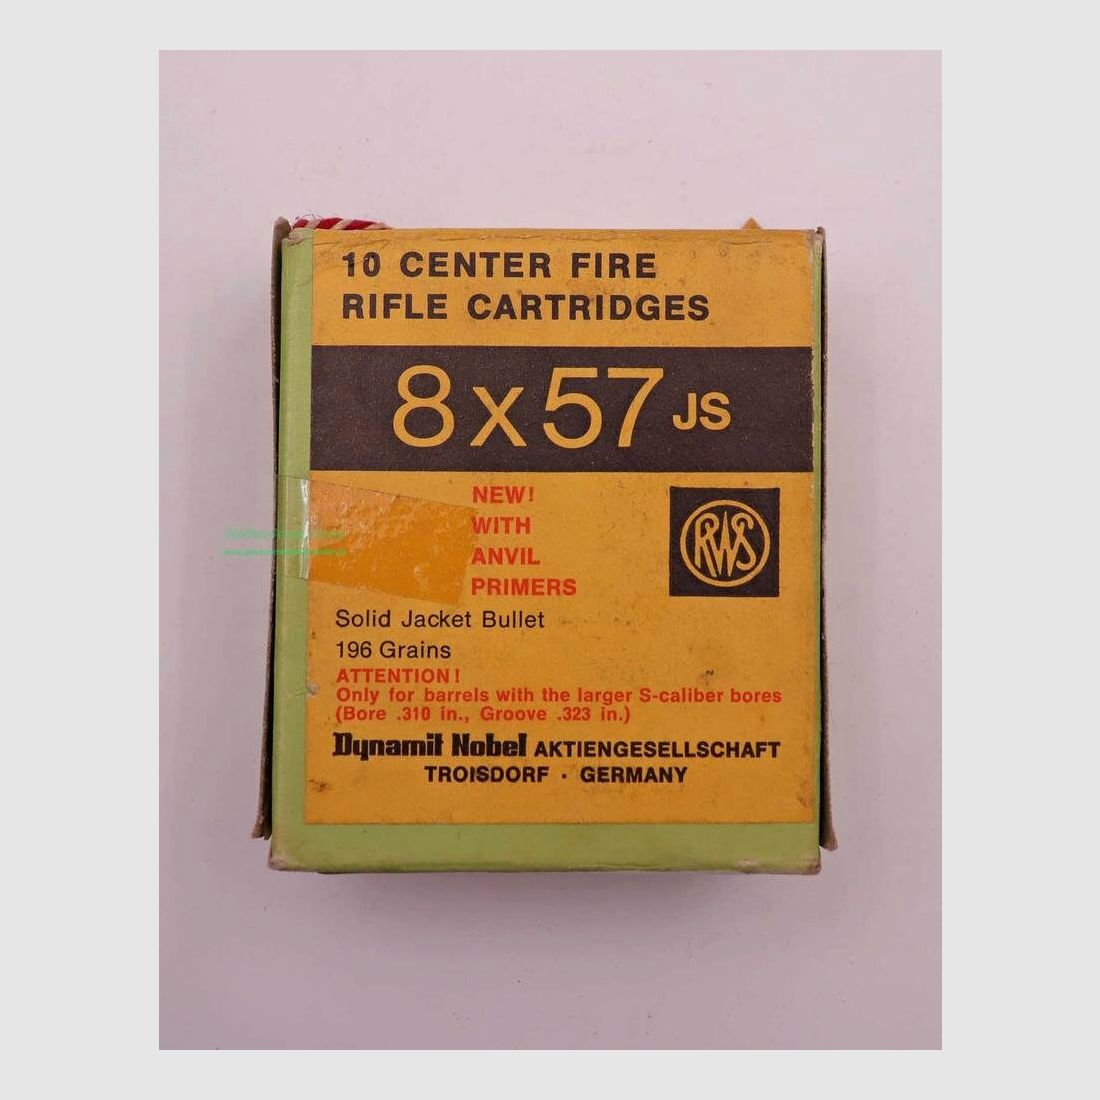 10 CENTER FIRE
RIFLE CARTRIDGES
8x57 JS
NEW!
WITH
ANVIL
PRIMERS
RWS
Solid Jacket Bullet
196 Grains
ATTENTION!
Only for barrels with the larger S-caliber bores
(Bore .310 in., Groove .323 in.)
Dynamit Nobel AKTIENGESELLSCHAFT
TROISDORF · GERMANY